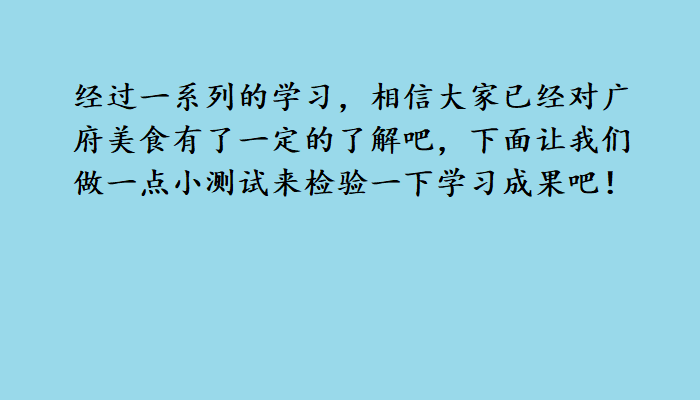 经过一系列的学习，相信大家已经对广
府美食有了一定的了解吧，下面让我们
做一点小测试来检验一下学习成果吧！